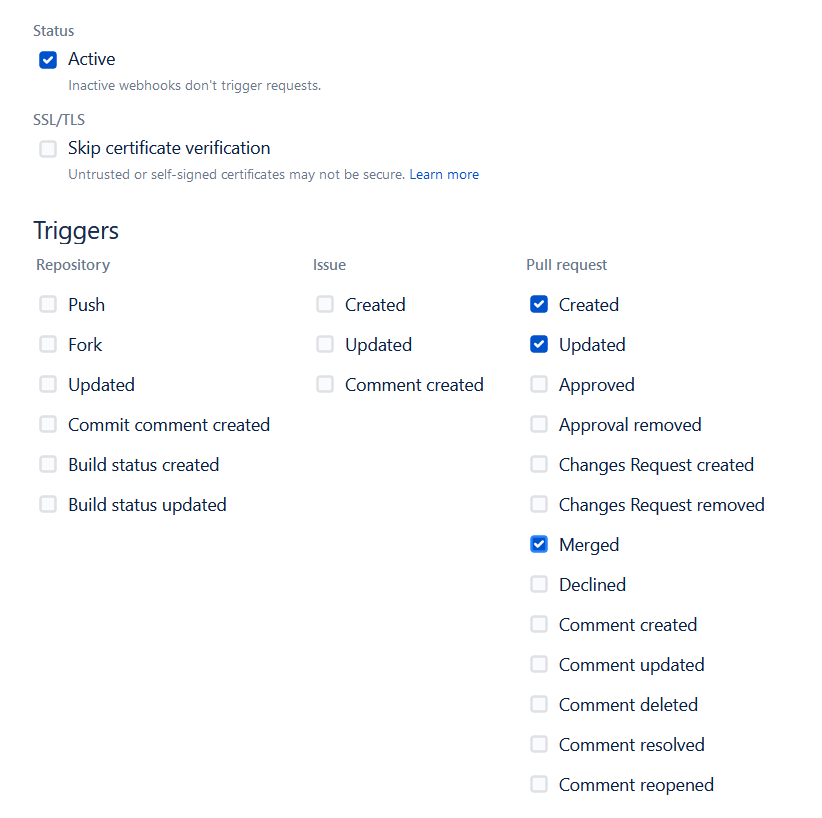 Status
Active
Inactive webhooks don't trigger requests.
SSL/TLS
Skip certificate verification
Untrusted or self-signed certificates may not be secure. Learn more
Triggers
Repository
Push
Fork
Updated
Commit comment created
Build status created
Build status updated
Issue
Created
Updated
Comment created
Pull request
Created
Updated
Approved
Approval removed
Changes Request created
Changes Request removed
Merged
Declined
Comment created
Comment updated
Comment deleted
Comment resolved
Comment reopened